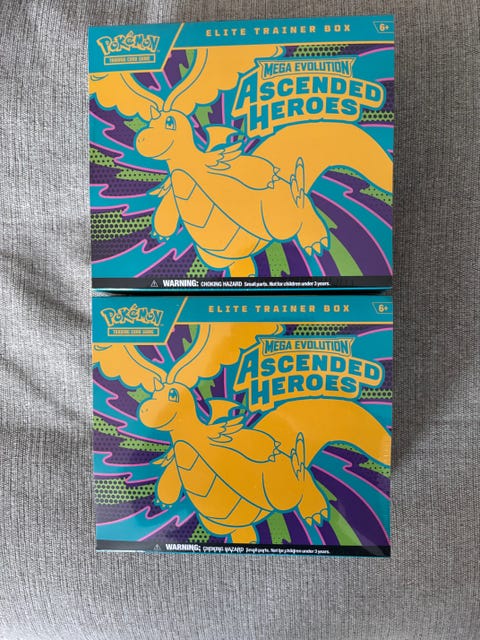 ELITE TRAINER BOX
6+
POKéMON
TRADING CARD GAME
MEGA EVOLUTION
ASCENDED
HEROES
WARNING: CHOKING HAZARD Small parts. Not for children under 3 years.
ELITE TRAINER BOX
6+
POKéMON
TRADING CARD GAME
MEGA EVOLUTION
ASCENDED
HEROES
WARNING: CHOKING HAZARD Small parts. Not for children under 3 years.